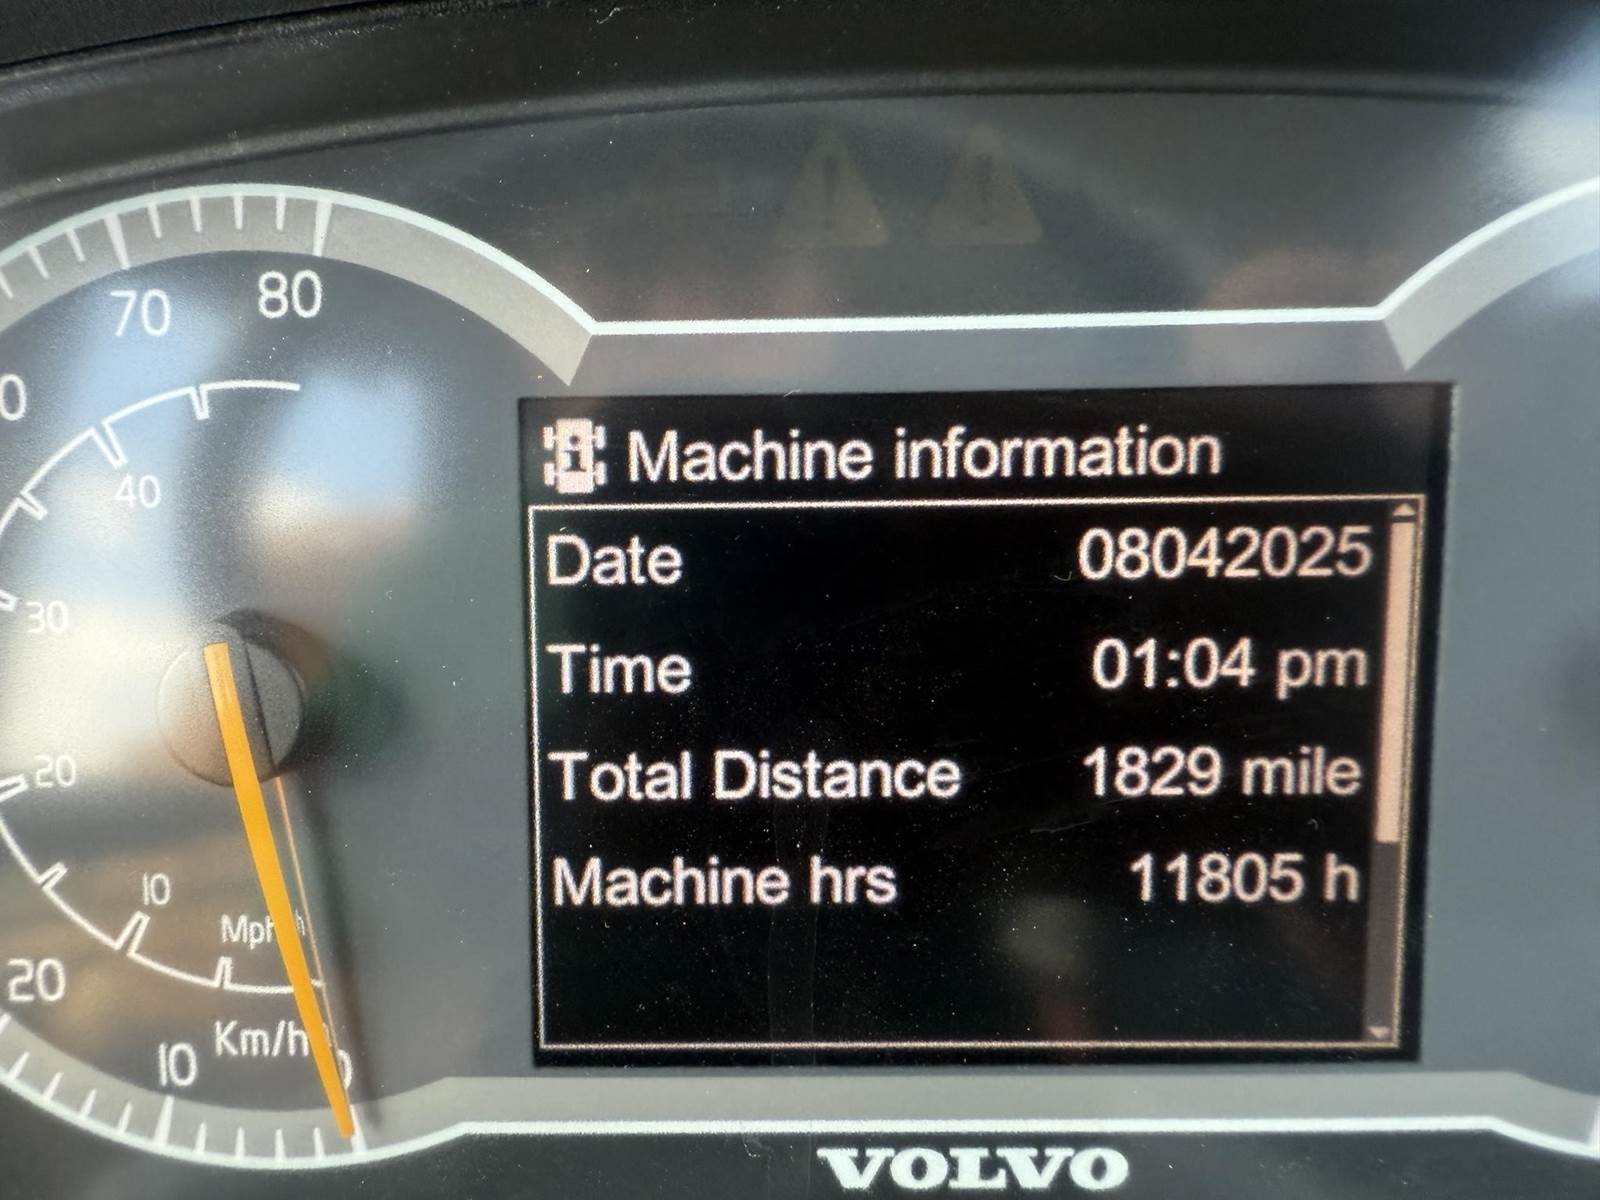 70 80
40
30
20
10
Mph
20
10 Km/h 0
Machine information
Date 08042025
Time 01:04 pm
Total Distance 1829 mile
Machine hrs 11805 h
VOLVO